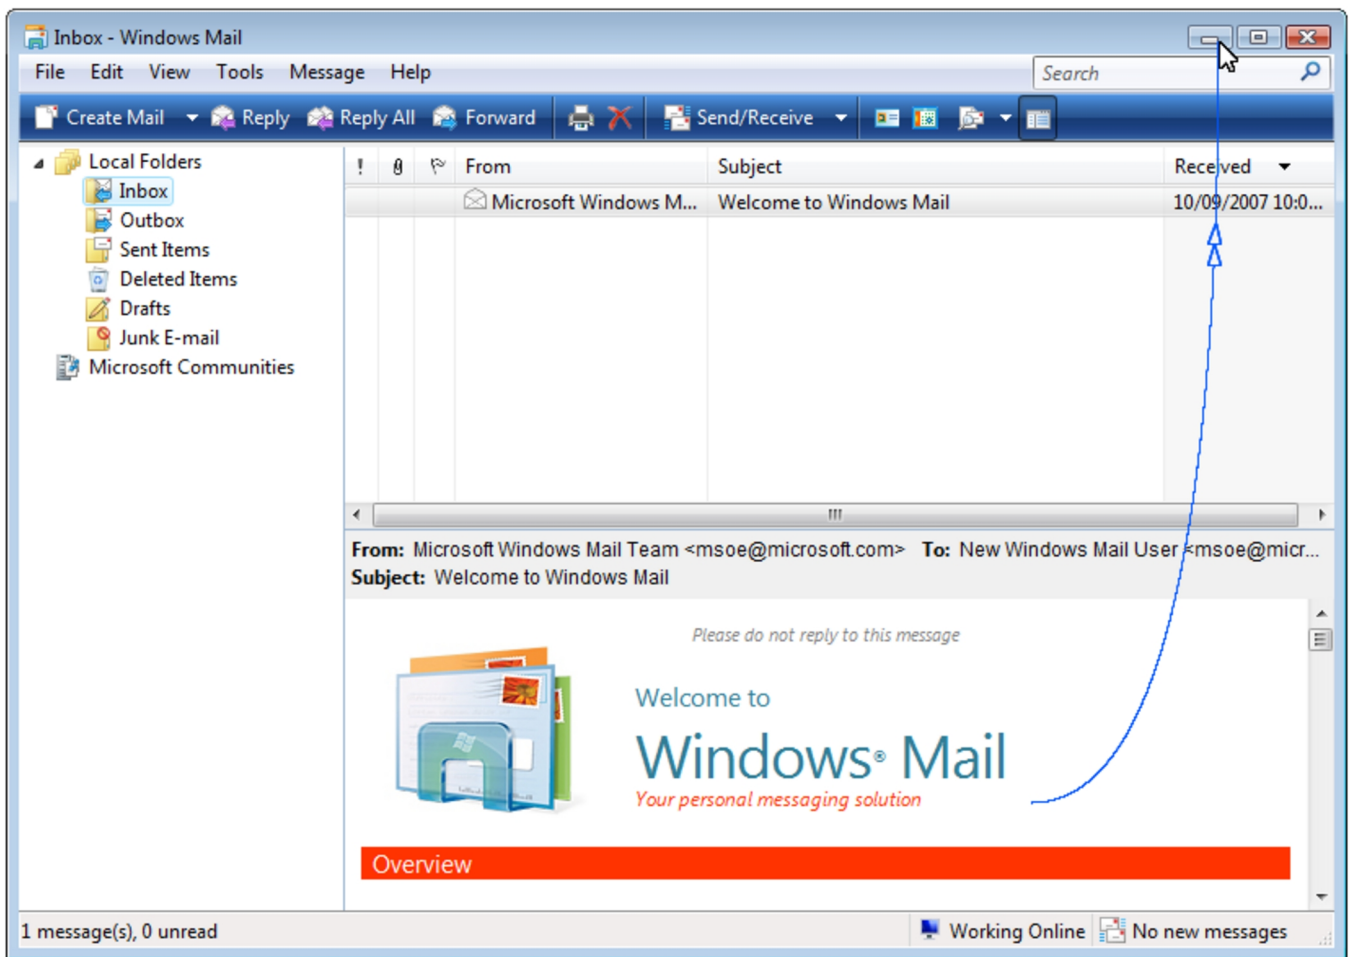 Inbox - Windows Mail
File Edit View Tools Message Help
Search
Create Mail Reply Reply All Forward Send/Receive
Local Folders
Inbox
Outbox
Sent Items
Deleted Items
Drafts
Junk E-mail
Microsoft Communities
! From Subject Received
Microsoft Windows M... Welcome to Windows Mail 10/09/2007 10:0...
From: Microsoft Windows Mail Team <msoe@microsoft.com> To: New Windows Mail User <msoe@micr...
Subject: Welcome to Windows Mail
Please do not reply to this message
Welcome to
Windows® Mail
Your personal messaging solution
Overview
1 message(s), 0 unread
Working Online No new messages